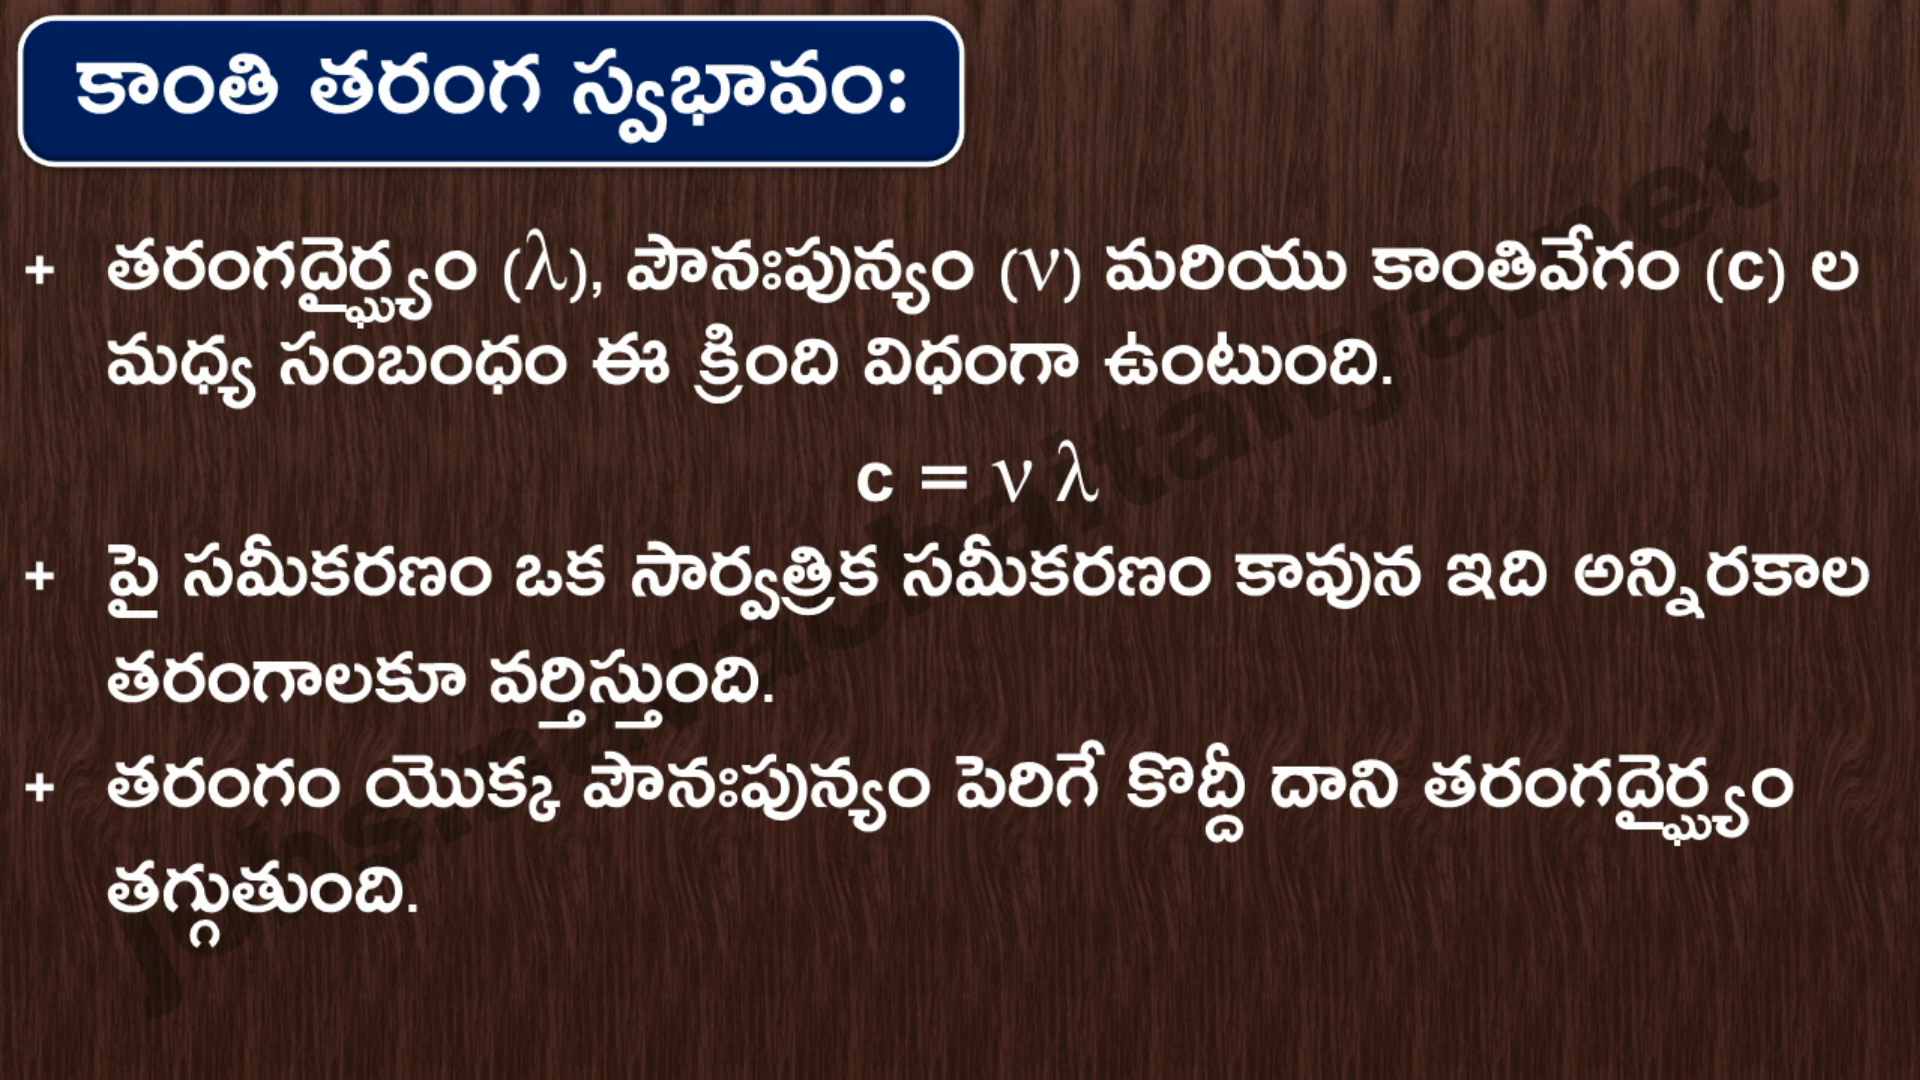 కాంతి తరంగ స్వభావం:
+ తరంగదైర్ఘ్యం (λ), పౌనఃపున్యం (ν) మరియు కాంతివేగం (c) ల
మధ్య సంబంధం ఈ క్రింది విధంగా ఉంటుంది.
c = ν λ
+ పై సమీకరణం ఒక సార్వత్రిక సమీకరణం కావున ఇది అన్నిరకాల
తరంగాలకూ వర్తిస్తుంది.
+ తరంగం యొక్క పౌనఃపున్యం పెరిగే కొద్దీ దాని తరంగదైర్ఘ్యం
తగ్గుతుంది.